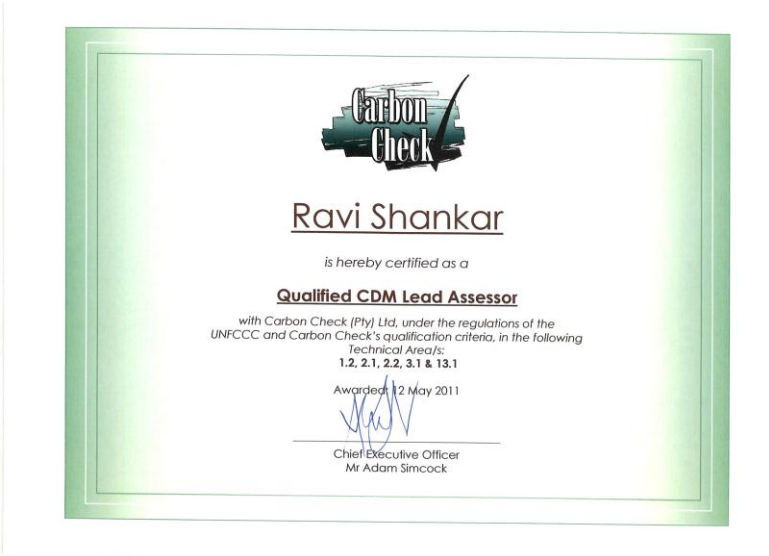 Carbon
Check
Ravi Shankar
is hereby certified as a
Qualified CDM Lead Assessor
with Carbon Check (Pty) Ltd, under the regulations of the
UNFCCC and Carbon Check's qualification criteria, in the following
Technical Area/s:
1.2, 2.1, 2.2, 3.1 & 13.1
Awarded: 12 May 2011
Chief Executive Officer
Mr Adam Simcock